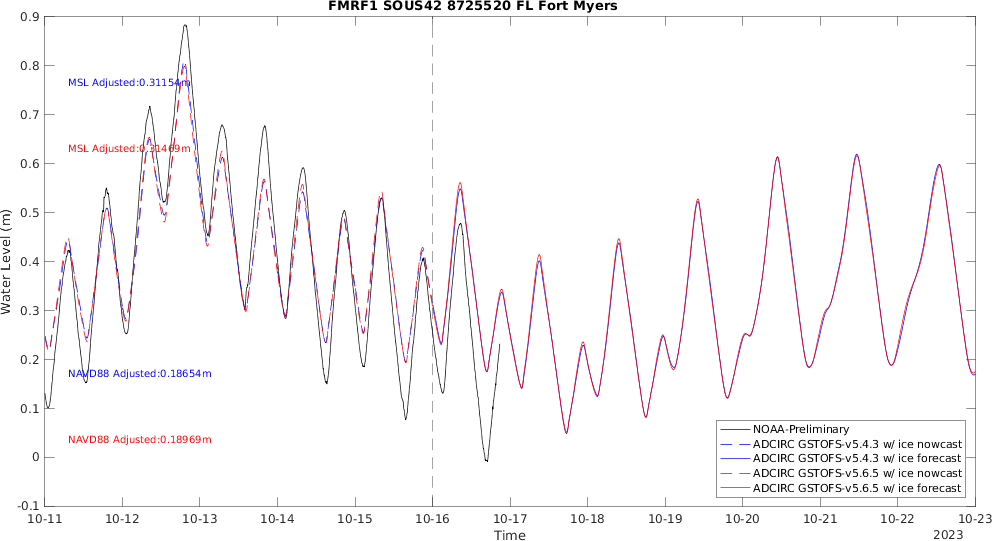 FMRF1 SOUS42 8725520 FL Fort Myers
0.9
0.8
0.7
0.6
0.5
0.4
0.3
0.2
0.1
0
-0.1
Water Level (m)
MSL Adjusted:0.31154m
MSL Adjusted:0.31469m
NAVD88 Adjusted:0.18654m
NAVD88 Adjusted:0.18969m
NOAA-Preliminary
ADCIRC GSTOFS-v5.4.3 w/ ice nowcast
ADCIRC GSTOFS-v5.4.3 w/ ice forecast
ADCIRC GSTOFS-v5.6.5 w/ ice nowcast
ADCIRC GSTOFS-v5.6.5 w/ ice forecast
10-11 10-12 10-13 10-14 10-15 10-16 10-17 10-18 10-19 10-20 10-21 10-22 10-23
Time
2023